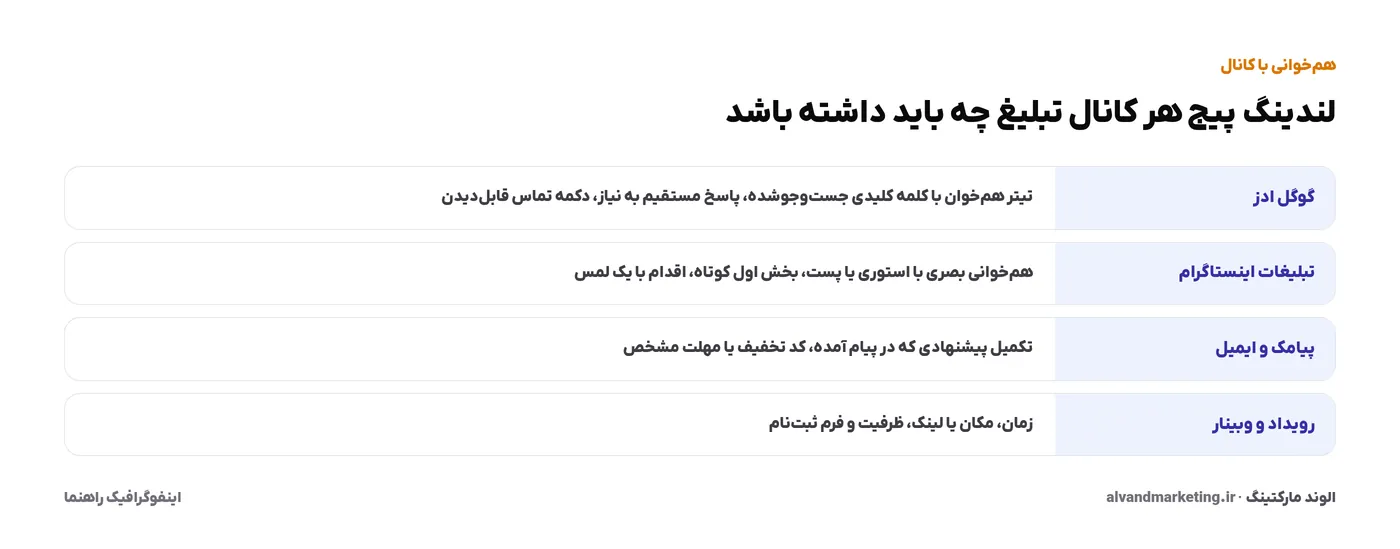 هم‌خوانی با کانال
لندینگ پیج هر کانال تبلیغ چه باید داشته باشد
گوگل ادز
تیتر هم‌خوان با کلمه کلیدی جست‌وجوشده، پاسخ مستقیم به نیاز، دکمه تماس قابل‌دیدن
تبلیغات اینستاگرام
هم‌خوانی بصری با استوری یا پست، بخش اول کوتاه، اقدام با یک لمس
پیامک و ایمیل
تکمیل پیشنهادی که در پیام آمده، کد تخفیف یا مهلت مشخص
رویداد و وبینار
زمان، مکان یا لینک، ظرفیت و فرم ثبت‌نام
الوند مارکتینگ · alvandmarketing.ir
اینفوگرافیک راهنما